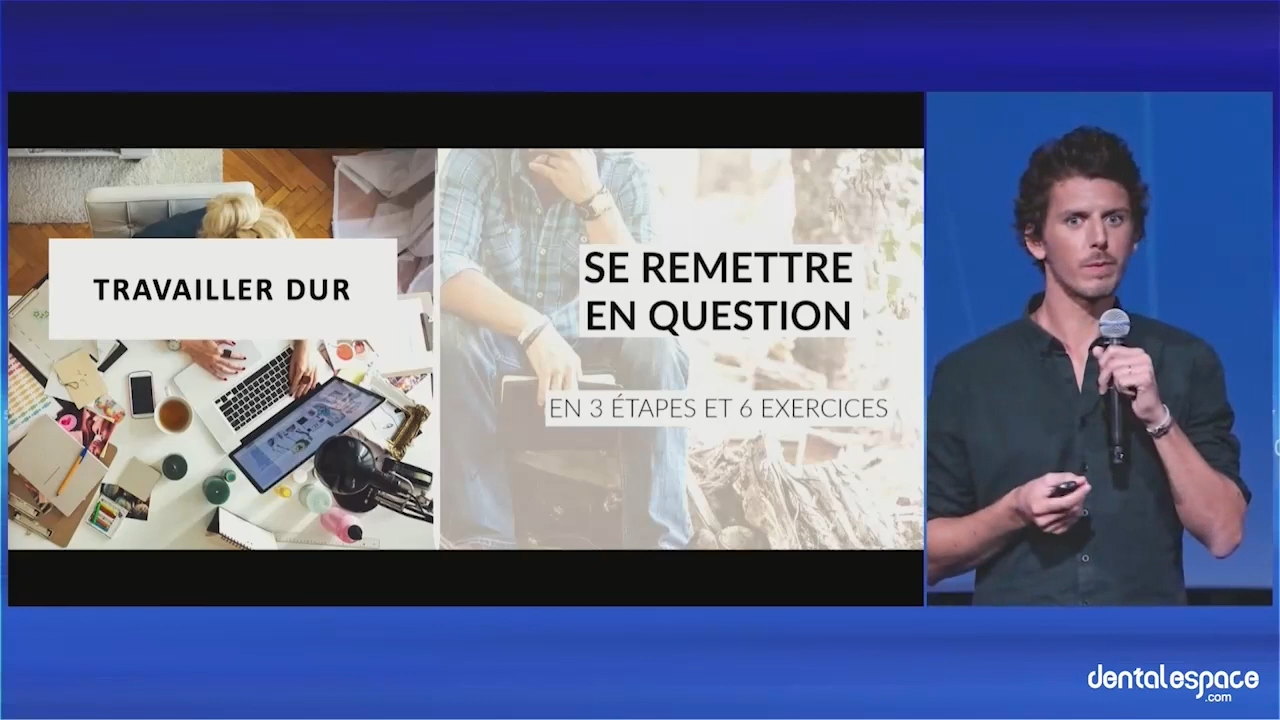 TRAVAILLER DUR
SE REMETTRE
EN QUESTION
EN 3 ÉTAPES ET 6 EXERCICES
dentalespace
.com